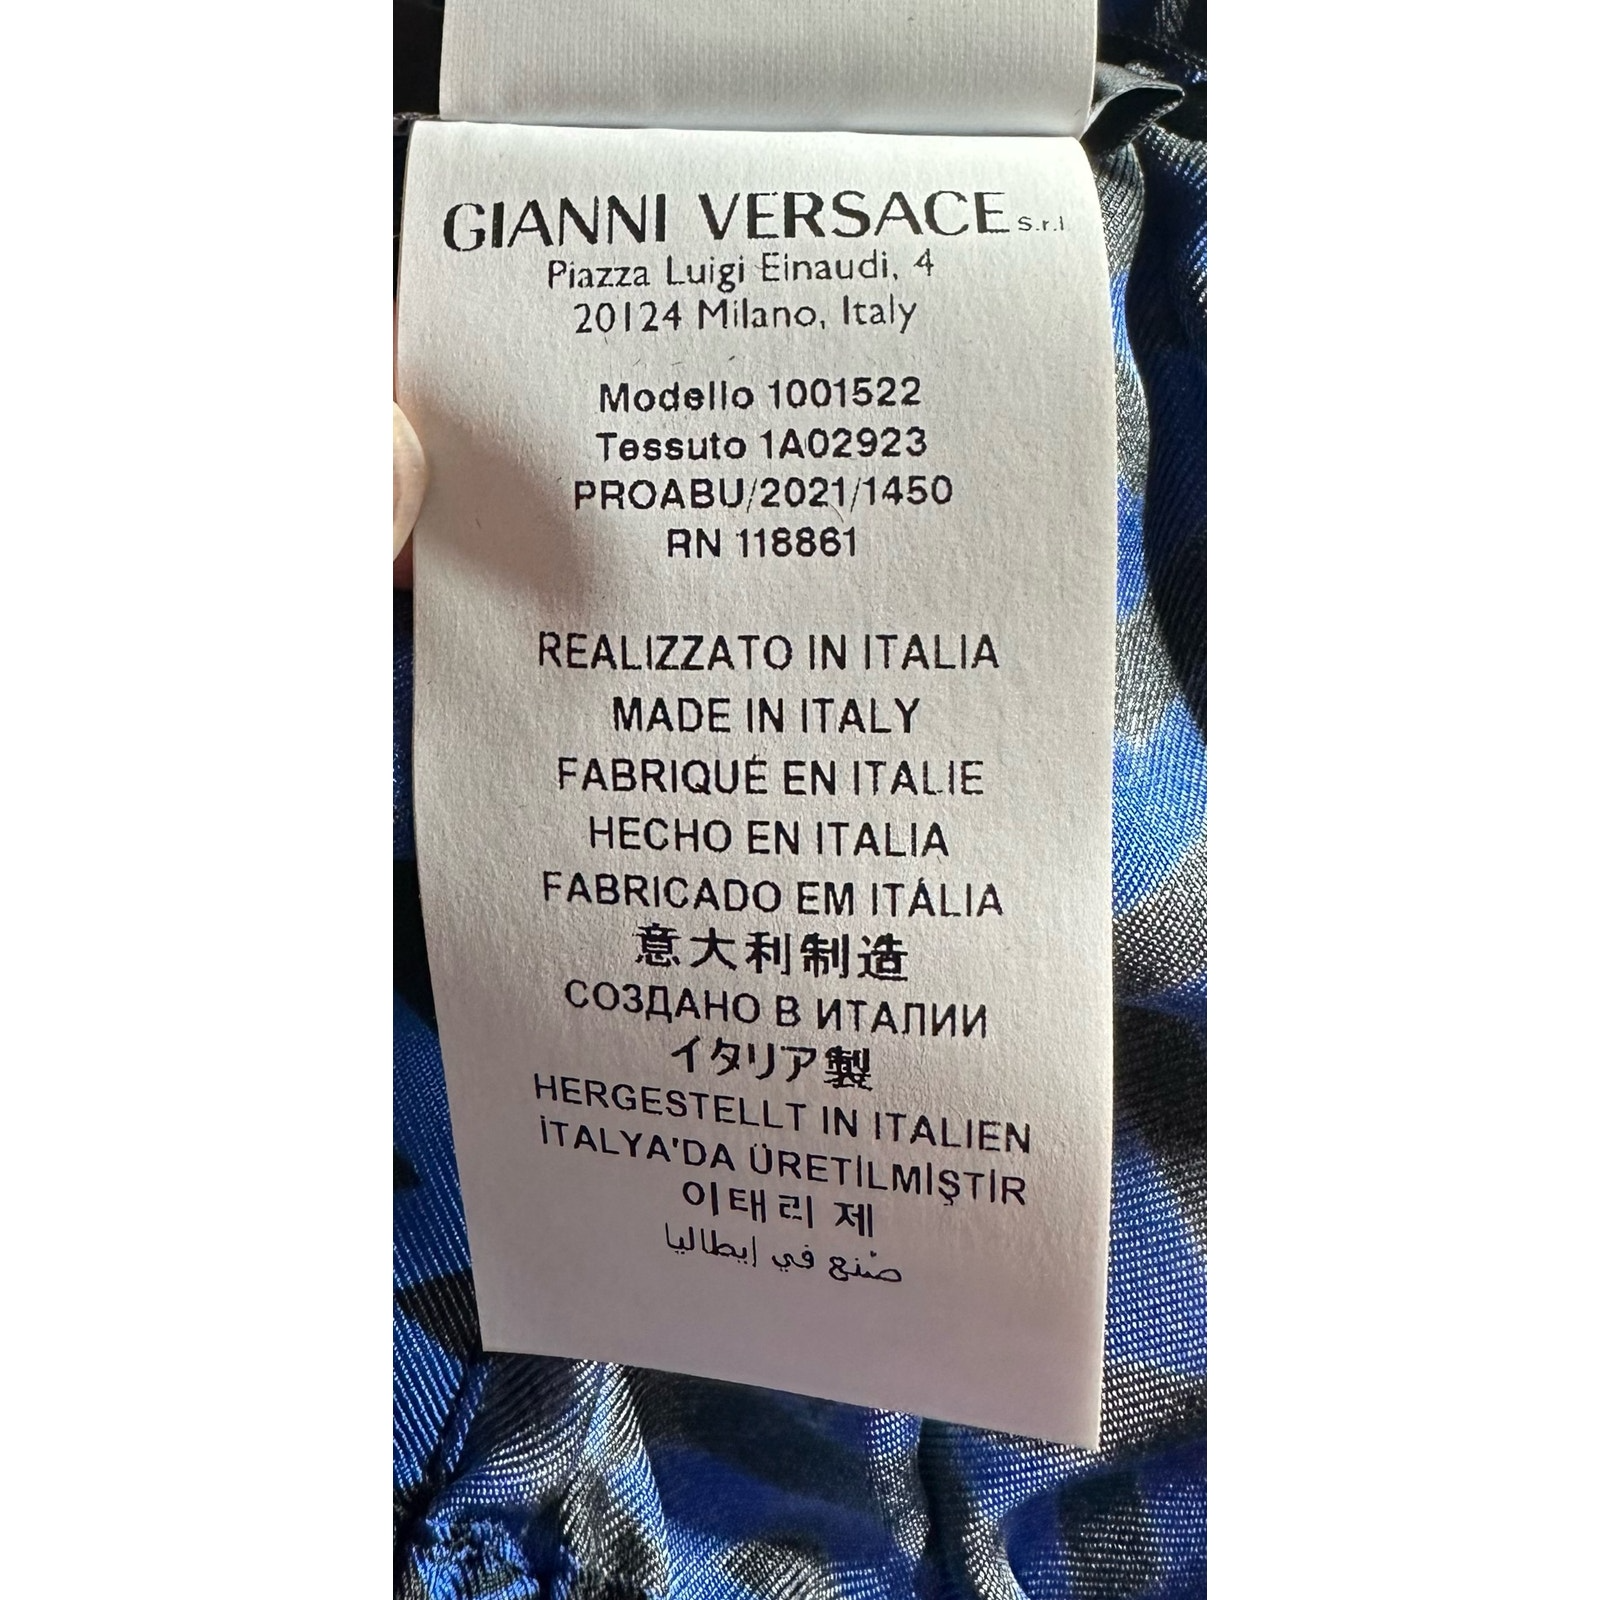 GIANNI VERSACE S.r.l
Piazza Luigi Einaudi, 4
20124 Milano, Italy
Modello 1001522
Tessuto 1A02923
PROABU/2021/1450
RN 118861
REALIZZATO IN ITALIA
MADE IN ITALY
FABRIQUÉ EN ITALIE
HECHO EN ITALIA
FABRICADO EM ITÁLIA
意大利制造
СОЗДАНО В ИТАЛИИ
イタリア製
HERGESTELLT IN ITALIEN
İTALYA'DA ÜRETİLMİŞTİR
이태리 제
صُنع في إيطاليا